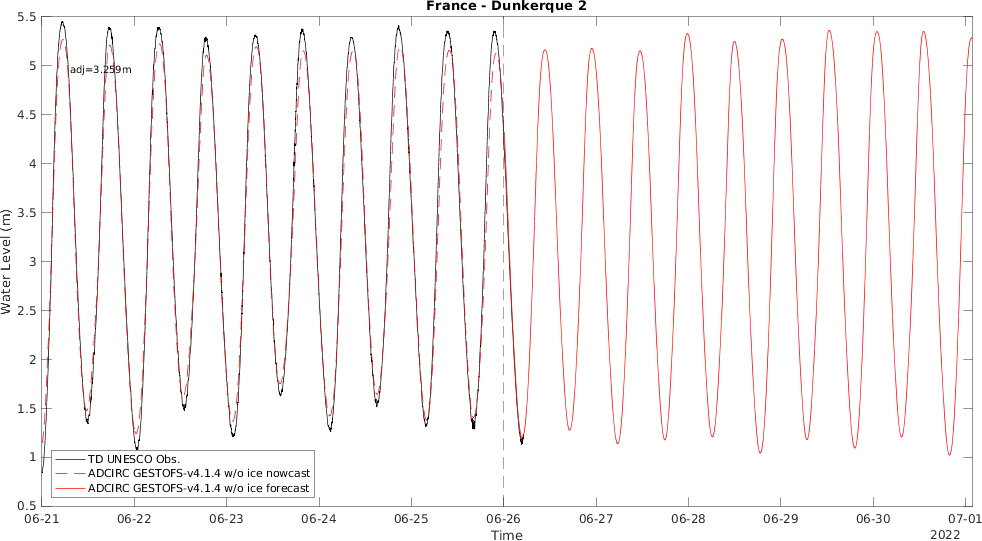 France - Dunkerque 2
5.5
5
4.5
4
3.5
3
2.5
2
1.5
1
0.5
Water Level (m)
adj=3.259m
TD UNESCO Obs.
ADCIRC GESTOFS-v4.1.4 w/o ice nowcast
ADCIRC GESTOFS-v4.1.4 w/o ice forecast
06-21 06-22 06-23 06-24 06-25 06-26 06-27 06-28 06-29 06-30 07-01
Time
2022